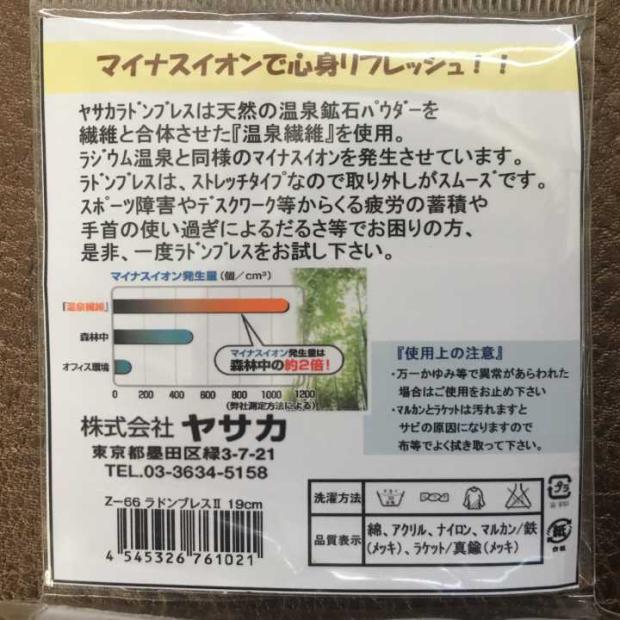 マイナスイオンで心身リフレッシュ！！
ﾔｻｶﾗﾄﾞﾝﾌﾞﾚｽは天然の温泉鉱石ﾊﾟｳﾀﾞｰを
繊維と合体させた『温泉繊維』を使用。
ﾗｼﾞｳﾑ温泉と同様のﾏｲﾅｽｲｵﾝを発生させています。
ﾗﾄﾞﾝﾌﾞﾚｽは、ｽﾄﾚｯﾁﾀｲﾌﾟなので取り外しがｽﾑｰｽﾞです。
ｽﾎﾟｰﾂ障害やﾃﾞｽｸﾜｰｸ等からくる疲労の蓄積や
手首の使い過ぎによるだるさ等でお困りの方、
是非、一度ﾗﾄﾞﾝﾌﾞﾚｽをお試し下さい。
マイナスイオン発生量（個／cm³）
『温泉繊維』
森林中
オフィス環境
マイナスイオン発生量は
森林中の約2倍！
0 200 400 600 800 1000 1200
(弊社測定方法による)
『使用上の注意』
・万一かゆみ等で異常があらわれた
場合はご使用をお止め下さい
・ﾏﾙｶﾝとﾗｹｯﾄは汚れますと
サビの原因になりますので
布等でよく拭き取って下さい。
株式会社 ヤサカ
東京都墨田区緑3-7-21
TEL.03-3634-5158
Z-66 ラドンブレスⅡ 19cm
4 545326 761021
洗濯方法
品質表示
綿、アクリル、ナイロン、マルカン/鉄
(メッキ)、ラケット/真鍮(メッキ)
プラ
紙